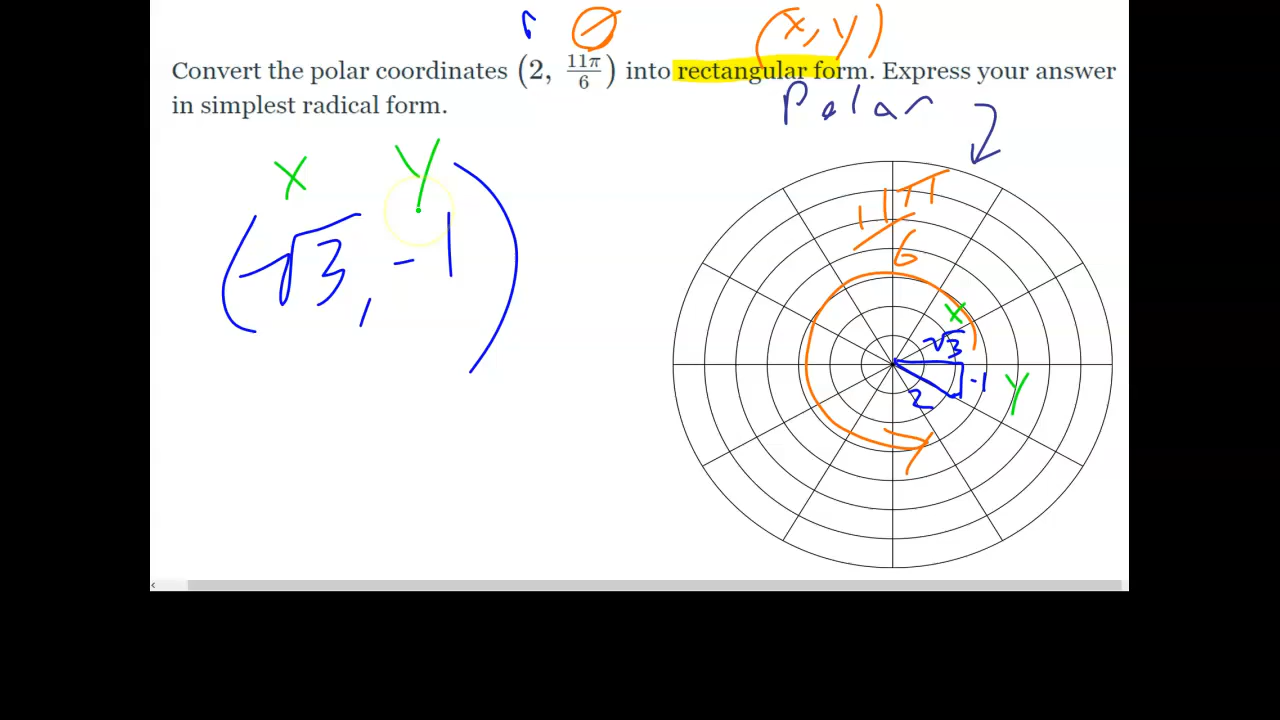 r θ (x, y)
Convert the polar coordinates (2, 11π/6) into rectangular form. Express your answer
in simplest radical form.
Polar
X Y
(√3, -1)
11π/6
X
√3
-1
Y
2